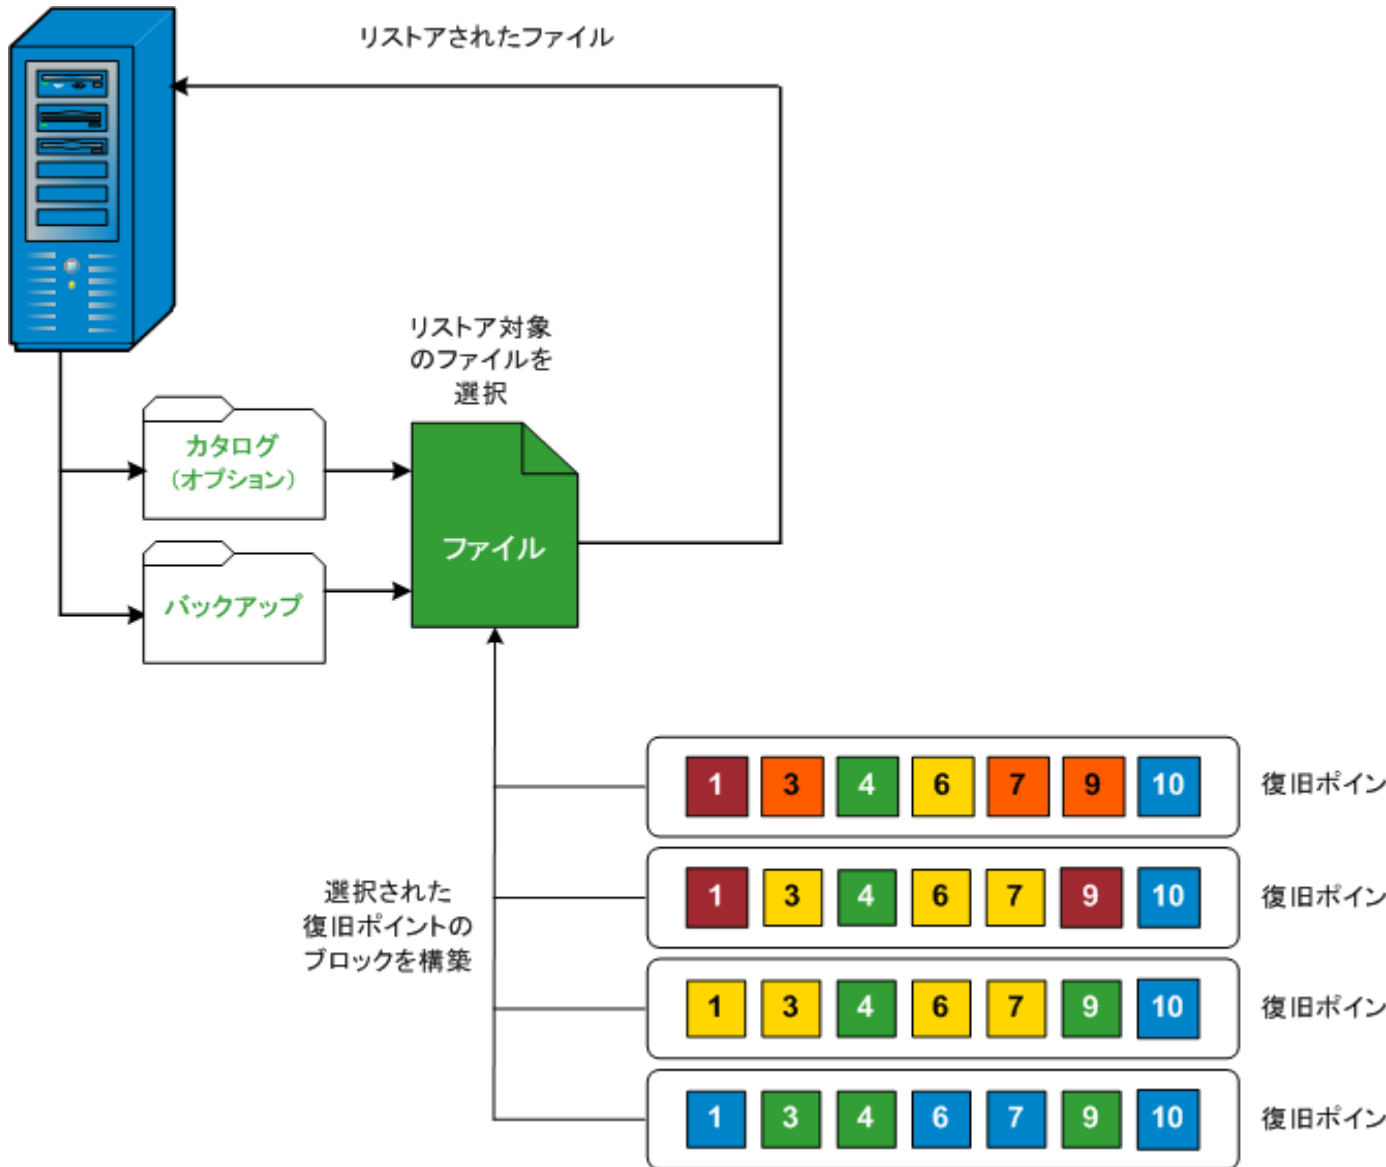 リストアされたファイル
リストア対象
のファイルを
選択
カタログ
(オプション)
ファイル
バックアップ
1 3 4 6 7 9 10 復旧ポイン
選択された
復旧ポイントの
ブロックを構築
1 3 4 6 7 9 10 復旧ポイン
1 3 4 6 7 9 10 復旧ポイン
1 3 4 6 7 9 10 復旧ポイン